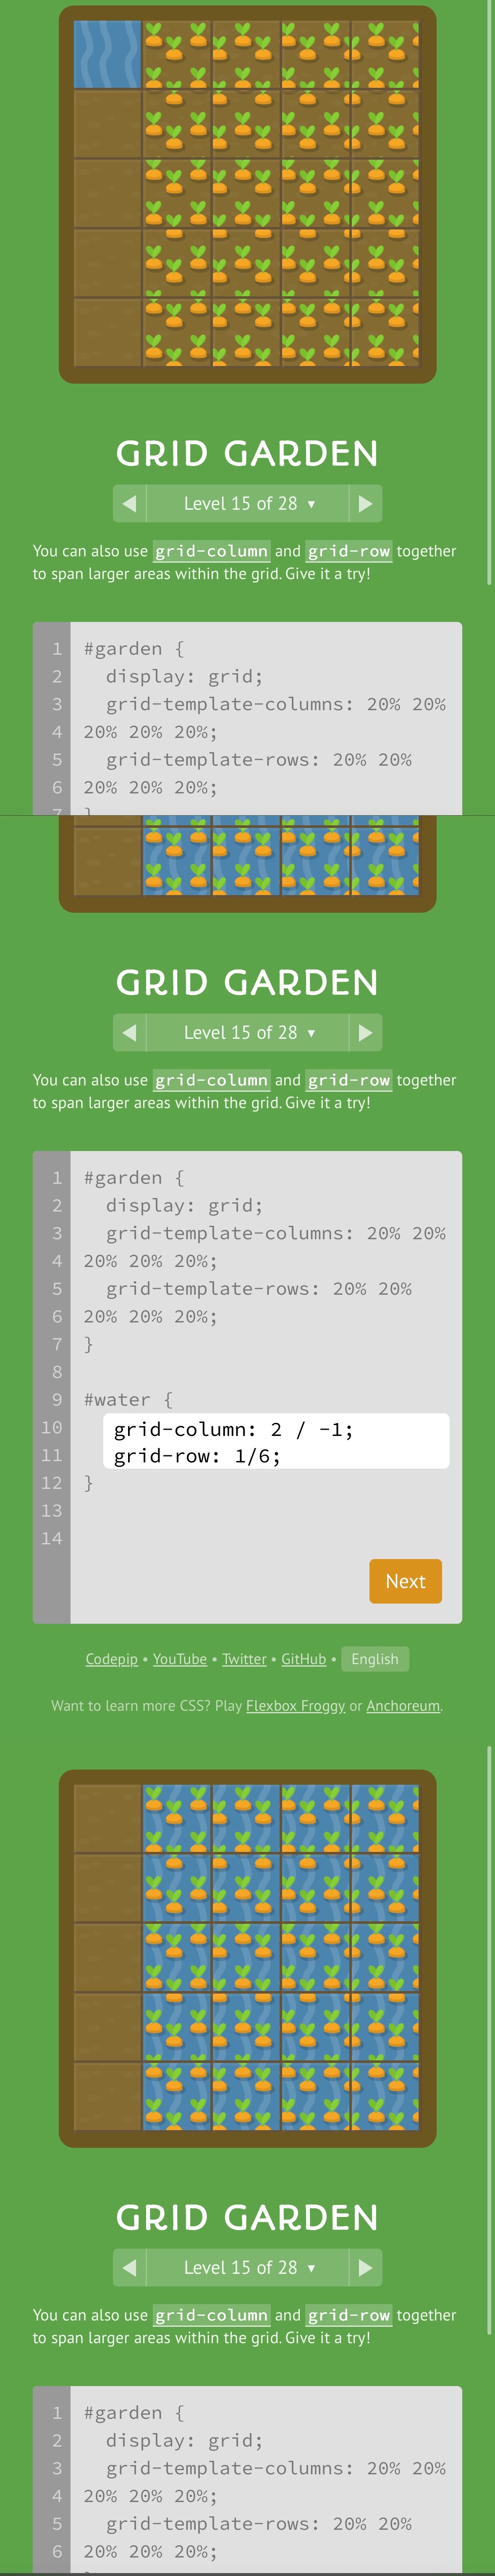 GRID GARDEN
◀ Level 15 of 28 ▼ ▶
You can also use grid-column and grid-row together
to span larger areas within the grid. Give it a try!
1 #garden {
2 display: grid;
3 grid-template-columns: 20% 20%
4 20% 20% 20%;
5 grid-template-rows: 20% 20%
6 20% 20% 20%;
7 }
GRID GARDEN
◀ Level 15 of 28 ▼ ▶
You can also use grid-column and grid-row together
to span larger areas within the grid. Give it a try!
1 #garden {
2 display: grid;
3 grid-template-columns: 20% 20%
4 20% 20% 20%;
5 grid-template-rows: 20% 20%
6 20% 20% 20%;
7 }
8
9 #water {
10 grid-column: 2 / -1;
11 grid-row: 1/6;
12 }
13
14
Next
Codepip • YouTube • Twitter • GitHub • English
Want to learn more CSS? Play Flexbox Froggy or Anchoreum.
GRID GARDEN
◀ Level 15 of 28 ▼ ▶
You can also use grid-column and grid-row together
to span larger areas within the grid. Give it a try!
1 #garden {
2 display: grid;
3 grid-template-columns: 20% 20%
4 20% 20% 20%;
5 grid-template-rows: 20% 20%
6 20% 20% 20%;